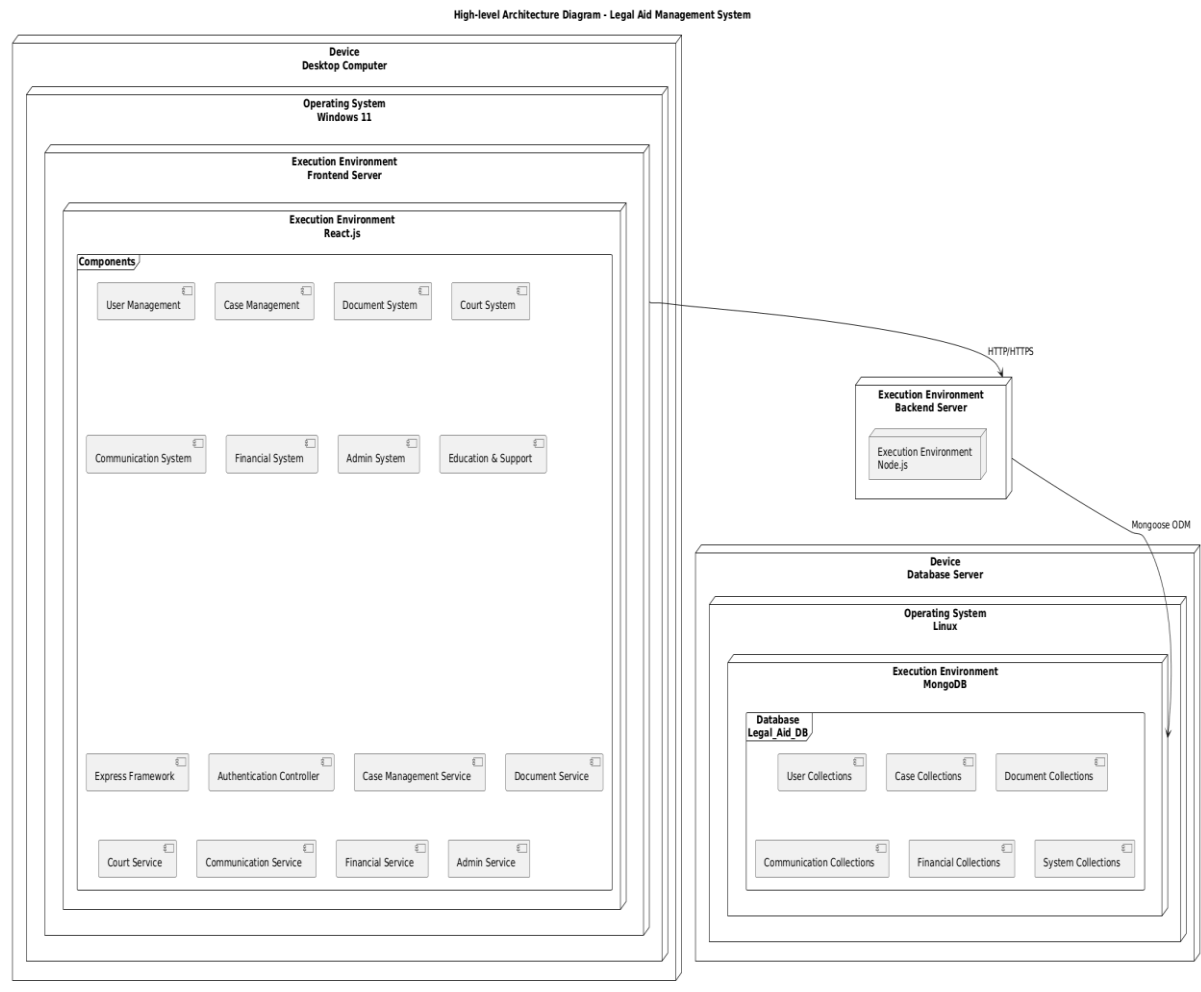 High-level Architecture Diagram - Legal Aid Management System
Device
Desktop Computer
Operating System
Windows 11
Execution Environment
Frontend Server
Execution Environment
React.js
Components
User Management
Case Management
Document System
Court System
Communication System
Financial System
Admin System
Education & Support
Express Framework
Authentication Controller
Case Management Service
Document Service
Court Service
Communication Service
Financial Service
Admin Service
HTTP/HTTPS
Execution Environment
Backend Server
Execution Environment
Node.js
Mongoose ODM
Device
Database Server
Operating System
Linux
Execution Environment
MongoDB
Database
Legal_Aid_DB
User Collections
Case Collections
Document Collections
Communication Collections
Financial Collections
System Collections